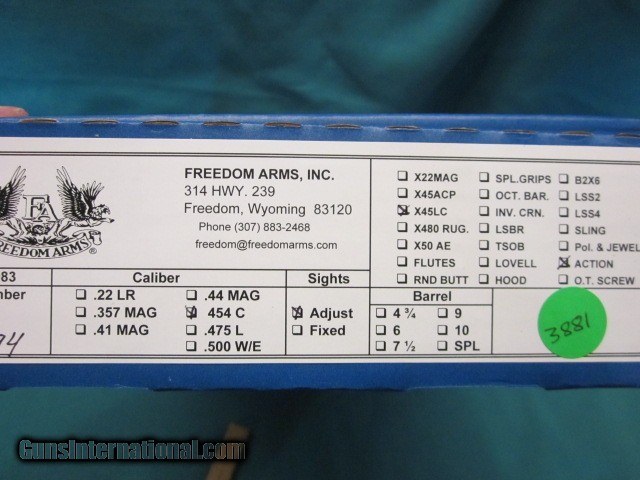 FREEDOM ARMS, INC.
314 HWY. 239
Freedom, Wyoming 83120
Phone (307) 883-2468
freedom@freedomarms.com
FA
FREEDOM ARMS
X22MAG SPL.GRIPS B2X6
X45ACP OCT. BAR. LSS2
X45LC INV. CRN. LSS4
X480 RUG. LSBR SLING
X50 AE TSOB Pol. & JEWEL
FLUTES LOVELL ACTION
RND BUTT HOOD O.T. SCREW
83 Caliber Sights Barrel
.22 LR .44 MAG
.357 MAG 454 C Adjust
.41 MAG .475 L Fixed
.500 W/E
4 ¾ 9
6 10
7 ½ SPL
3881
GunsInternational.com